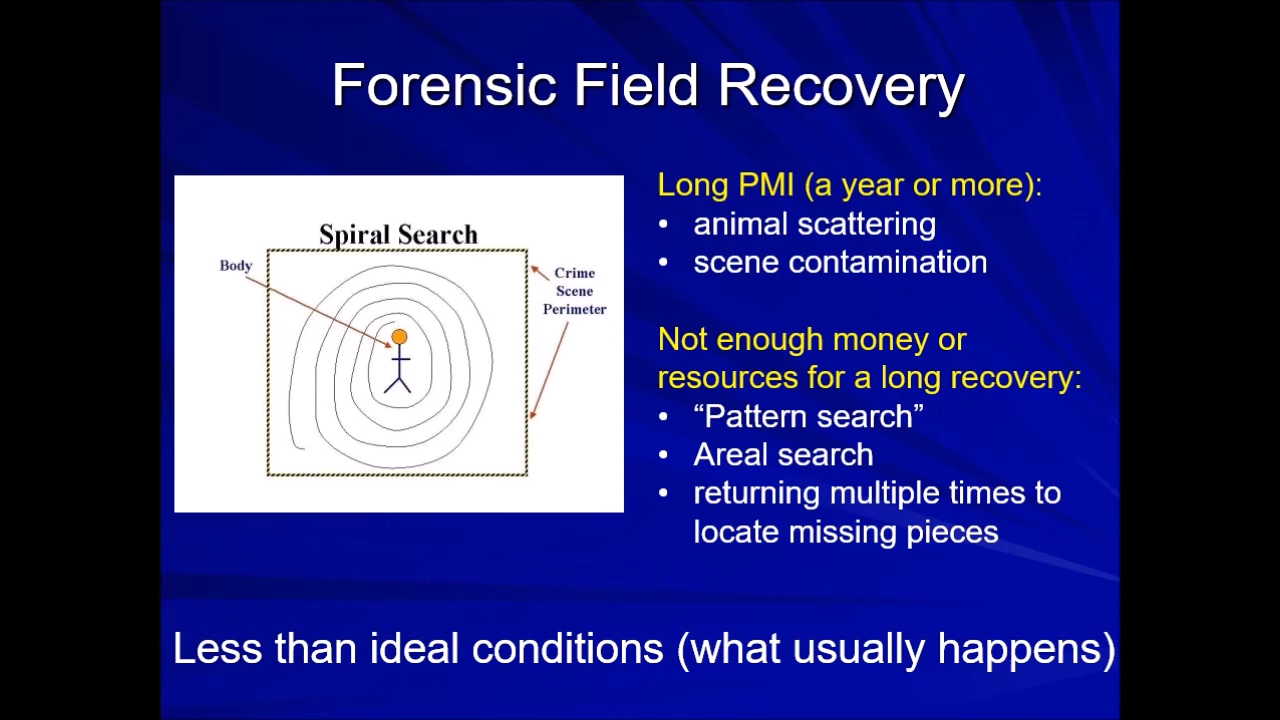 Forensic Field Recovery
Spiral Search
Body
Crime
Scene
Perimeter
Long PMI (a year or more):
• animal scattering
• scene contamination
Not enough money or
resources for a long recovery:
• “Pattern search”
• Areal search
• returning multiple times to
locate missing pieces
Less than ideal conditions (what usually happens)